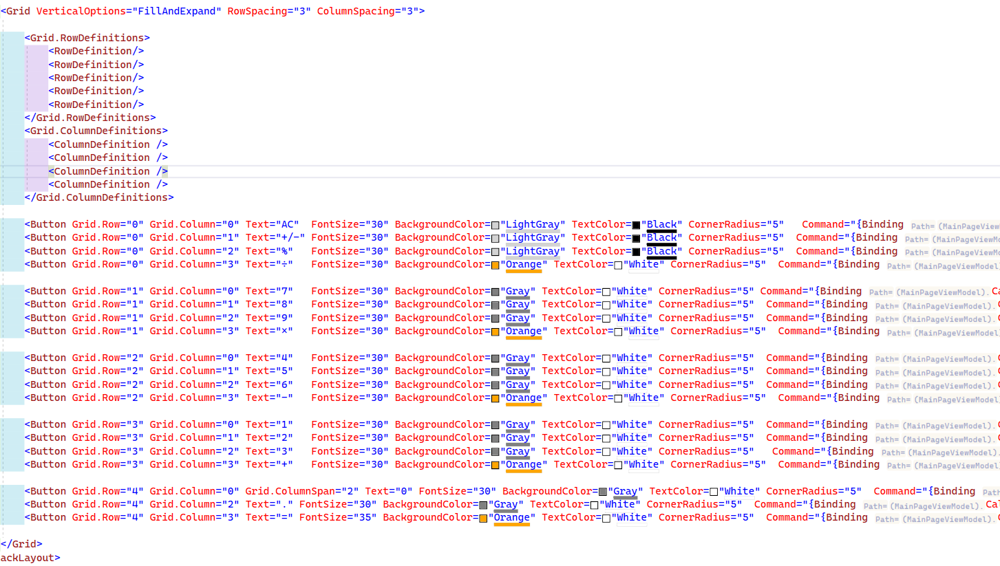 <Grid VerticalOptions="FillAndExpand" RowSpacing="3" ColumnSpacing="3">
<Grid.RowDefinitions>
<RowDefinition/>
<RowDefinition/>
<RowDefinition/>
<RowDefinition/>
<RowDefinition/>
</Grid.RowDefinitions>
<Grid.ColumnDefinitions>
<ColumnDefinition />
<ColumnDefinition />
<ColumnDefinition />
<ColumnDefinition />
</Grid.ColumnDefinitions>
<Button Grid.Row="0" Grid.Column="0" Text="AC" FontSize="30" BackgroundColor="LightGray" TextColor="Black" CornerRadius="5" Command="{Binding Path= (MainPageView
<Button Grid.Row="0" Grid.Column="1" Text="+/−" FontSize="30" BackgroundColor="LightGray" TextColor="Black" CornerRadius="5" Command="{Binding Path= (MainPageViewM
<Button Grid.Row="0" Grid.Column="2" Text="%" FontSize="30" BackgroundColor="LightGray" TextColor="Black" CornerRadius="5" Command="{Binding Path= (MainPageViewM
<Button Grid.Row="0" Grid.Column="3" Text="÷" FontSize="30" BackgroundColor="Orange" TextColor="White" CornerRadius="5" Command="{Binding Path= (MainPageViewModel)
<Button Grid.Row="1" Grid.Column="0" Text="7" FontSize="30" BackgroundColor="Gray" TextColor="White" CornerRadius="5" Command="{Binding Path= (MainPageViewModel). Ca
<Button Grid.Row="1" Grid.Column="1" Text="8" FontSize="30" BackgroundColor="Gray" TextColor="White" CornerRadius="5" Command="{Binding Path= (MainPageViewModel).
<Button Grid.Row="1" Grid.Column="2" Text="9" FontSize="30" BackgroundColor="Gray" TextColor="White" CornerRadius="5" Command="{Binding Path= (MainPageViewModel).
<Button Grid.Row="1" Grid.Column="3" Text="×" FontSize="30" BackgroundColor="Orange" TextColor="White" CornerRadius="5" Command="{Binding Path= (MainPageViewModel)
<Button Grid.Row="2" Grid.Column="0" Text="4" FontSize="30" BackgroundColor="Gray" TextColor="White" CornerRadius="5" Command="{Binding Path= (MainPageViewModel).
<Button Grid.Row="2" Grid.Column="1" Text="5" FontSize="30" BackgroundColor="Gray" TextColor="White" CornerRadius="5" Command="{Binding Path= (MainPageViewModel).
<Button Grid.Row="2" Grid.Column="2" Text="6" FontSize="30" BackgroundColor="Gray" TextColor="White" CornerRadius="5" Command="{Binding Path= (MainPageViewModel).
<Button Grid.Row="2" Grid.Column="3" Text="−" FontSize="30" BackgroundColor="Orange" TextColor="White" CornerRadius="5" Command="{Binding Path= (MainPageViewModel)
<Button Grid.Row="3" Grid.Column="0" Text="1" FontSize="30" BackgroundColor="Gray" TextColor="White" CornerRadius="5" Command="{Binding Path= (MainPageViewModel).
<Button Grid.Row="3" Grid.Column="1" Text="2" FontSize="30" BackgroundColor="Gray" TextColor="White" CornerRadius="5" Command="{Binding Path= (MainPageViewModel).
<Button Grid.Row="3" Grid.Column="2" Text="3" FontSize="30" BackgroundColor="Gray" TextColor="White" CornerRadius="5" Command="{Binding Path= (MainPageViewModel).
<Button Grid.Row="3" Grid.Column="3" Text="+" FontSize="30" BackgroundColor="Orange" TextColor="White" CornerRadius="5" Command="{Binding Path= (MainPageViewModel)
<Button Grid.Row="4" Grid.Column="0" Grid.ColumnSpan="2" Text="0" FontSize="30" BackgroundColor="Gray" TextColor="White" CornerRadius="5" Command="{Binding Path
<Button Grid.Row="4" Grid.Column="2" Text="." FontSize="30" BackgroundColor="Gray" TextColor="White" CornerRadius="5" Command="{Binding Path= (MainPageViewModel). Cal
<Button Grid.Row="4" Grid.Column="3" Text="=" FontSize="35" BackgroundColor="Orange" TextColor="White" CornerRadius="5" Command="{Binding Path= (MainPageViewModel).
</Grid>
ackLayout>